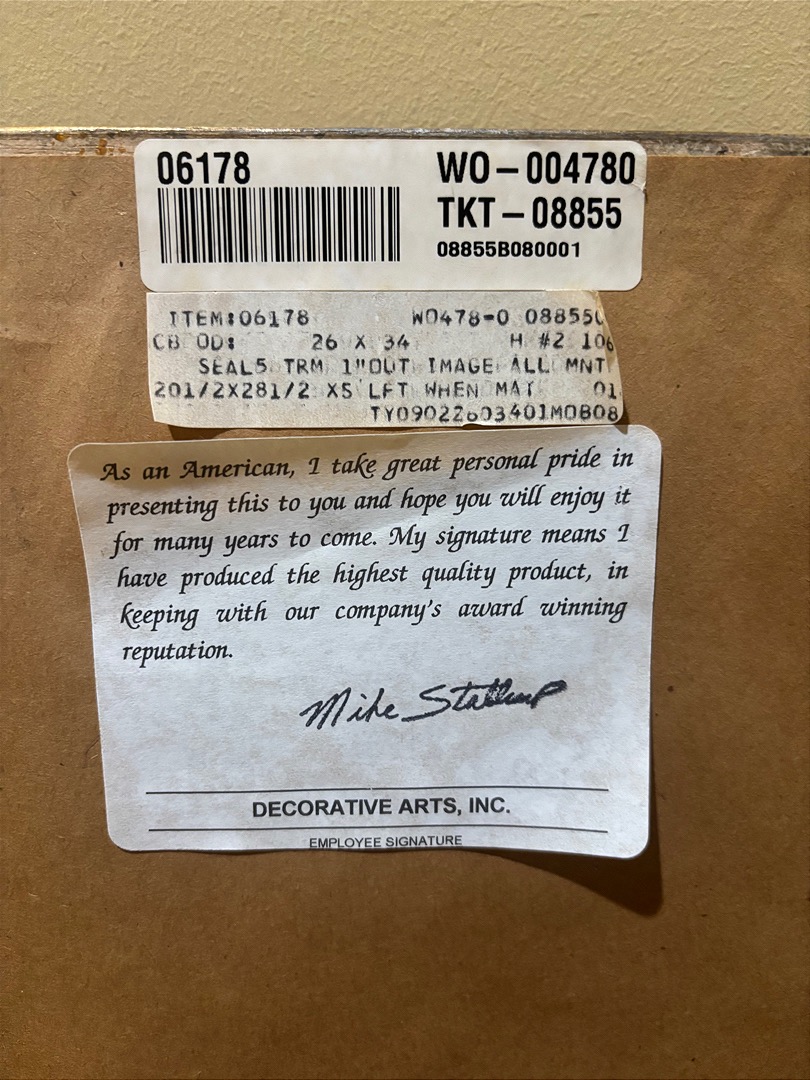 06178
WO-004780
TKT-08855
08855B080001
ITEM:06178 WO478-0 08855
CB OD: 26 X 34 H #2 106
SEAL5 TRM 1"OUT IMAGE ALL MNT
201/2X281/2 XS LFT WHEN MAT 01
TY09022603401M0B08
As an American, I take great personal pride in
presenting this to you and hope you will enjoy it
for many years to come. My signature means I
have produced the highest quality product, in
keeping with our company's award winning
reputation.
Mike
DECORATIVE ARTS, INC.
EMPLOYEE SIGNATURE